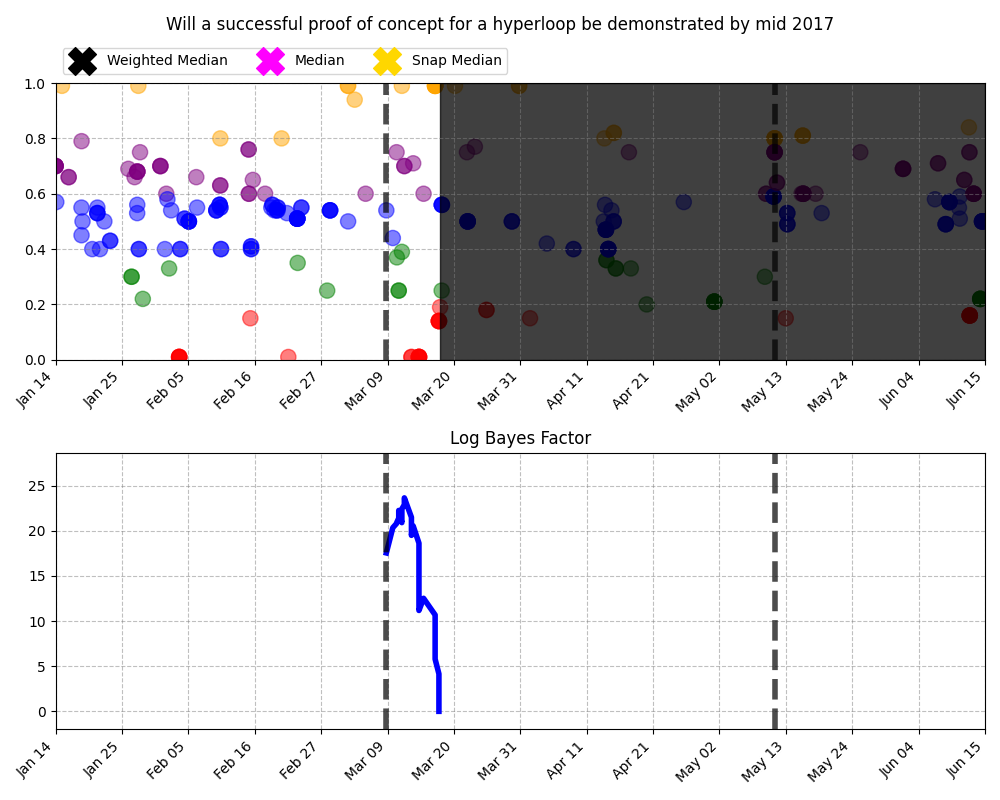 Will a successful proof of concept for a hyperloop be demonstrated by mid 2017
Weighted Median Median Snap Median
1.0
0.8
0.6
0.4
0.2
0.0
Jan 14 Jan 25 Feb 05 Feb 16 Feb 27 Mar 09 Mar 20 Mar 31 Apr 11 Apr 21 May 02 May 13 May 24 Jun 04 Jun 15
Log Bayes Factor
25
20
15
10
5
0
Jan 14 Jan 25 Feb 05 Feb 16 Feb 27 Mar 09 Mar 20 Mar 31 Apr 11 Apr 21 May 02 May 13 May 24 Jun 04 Jun 15